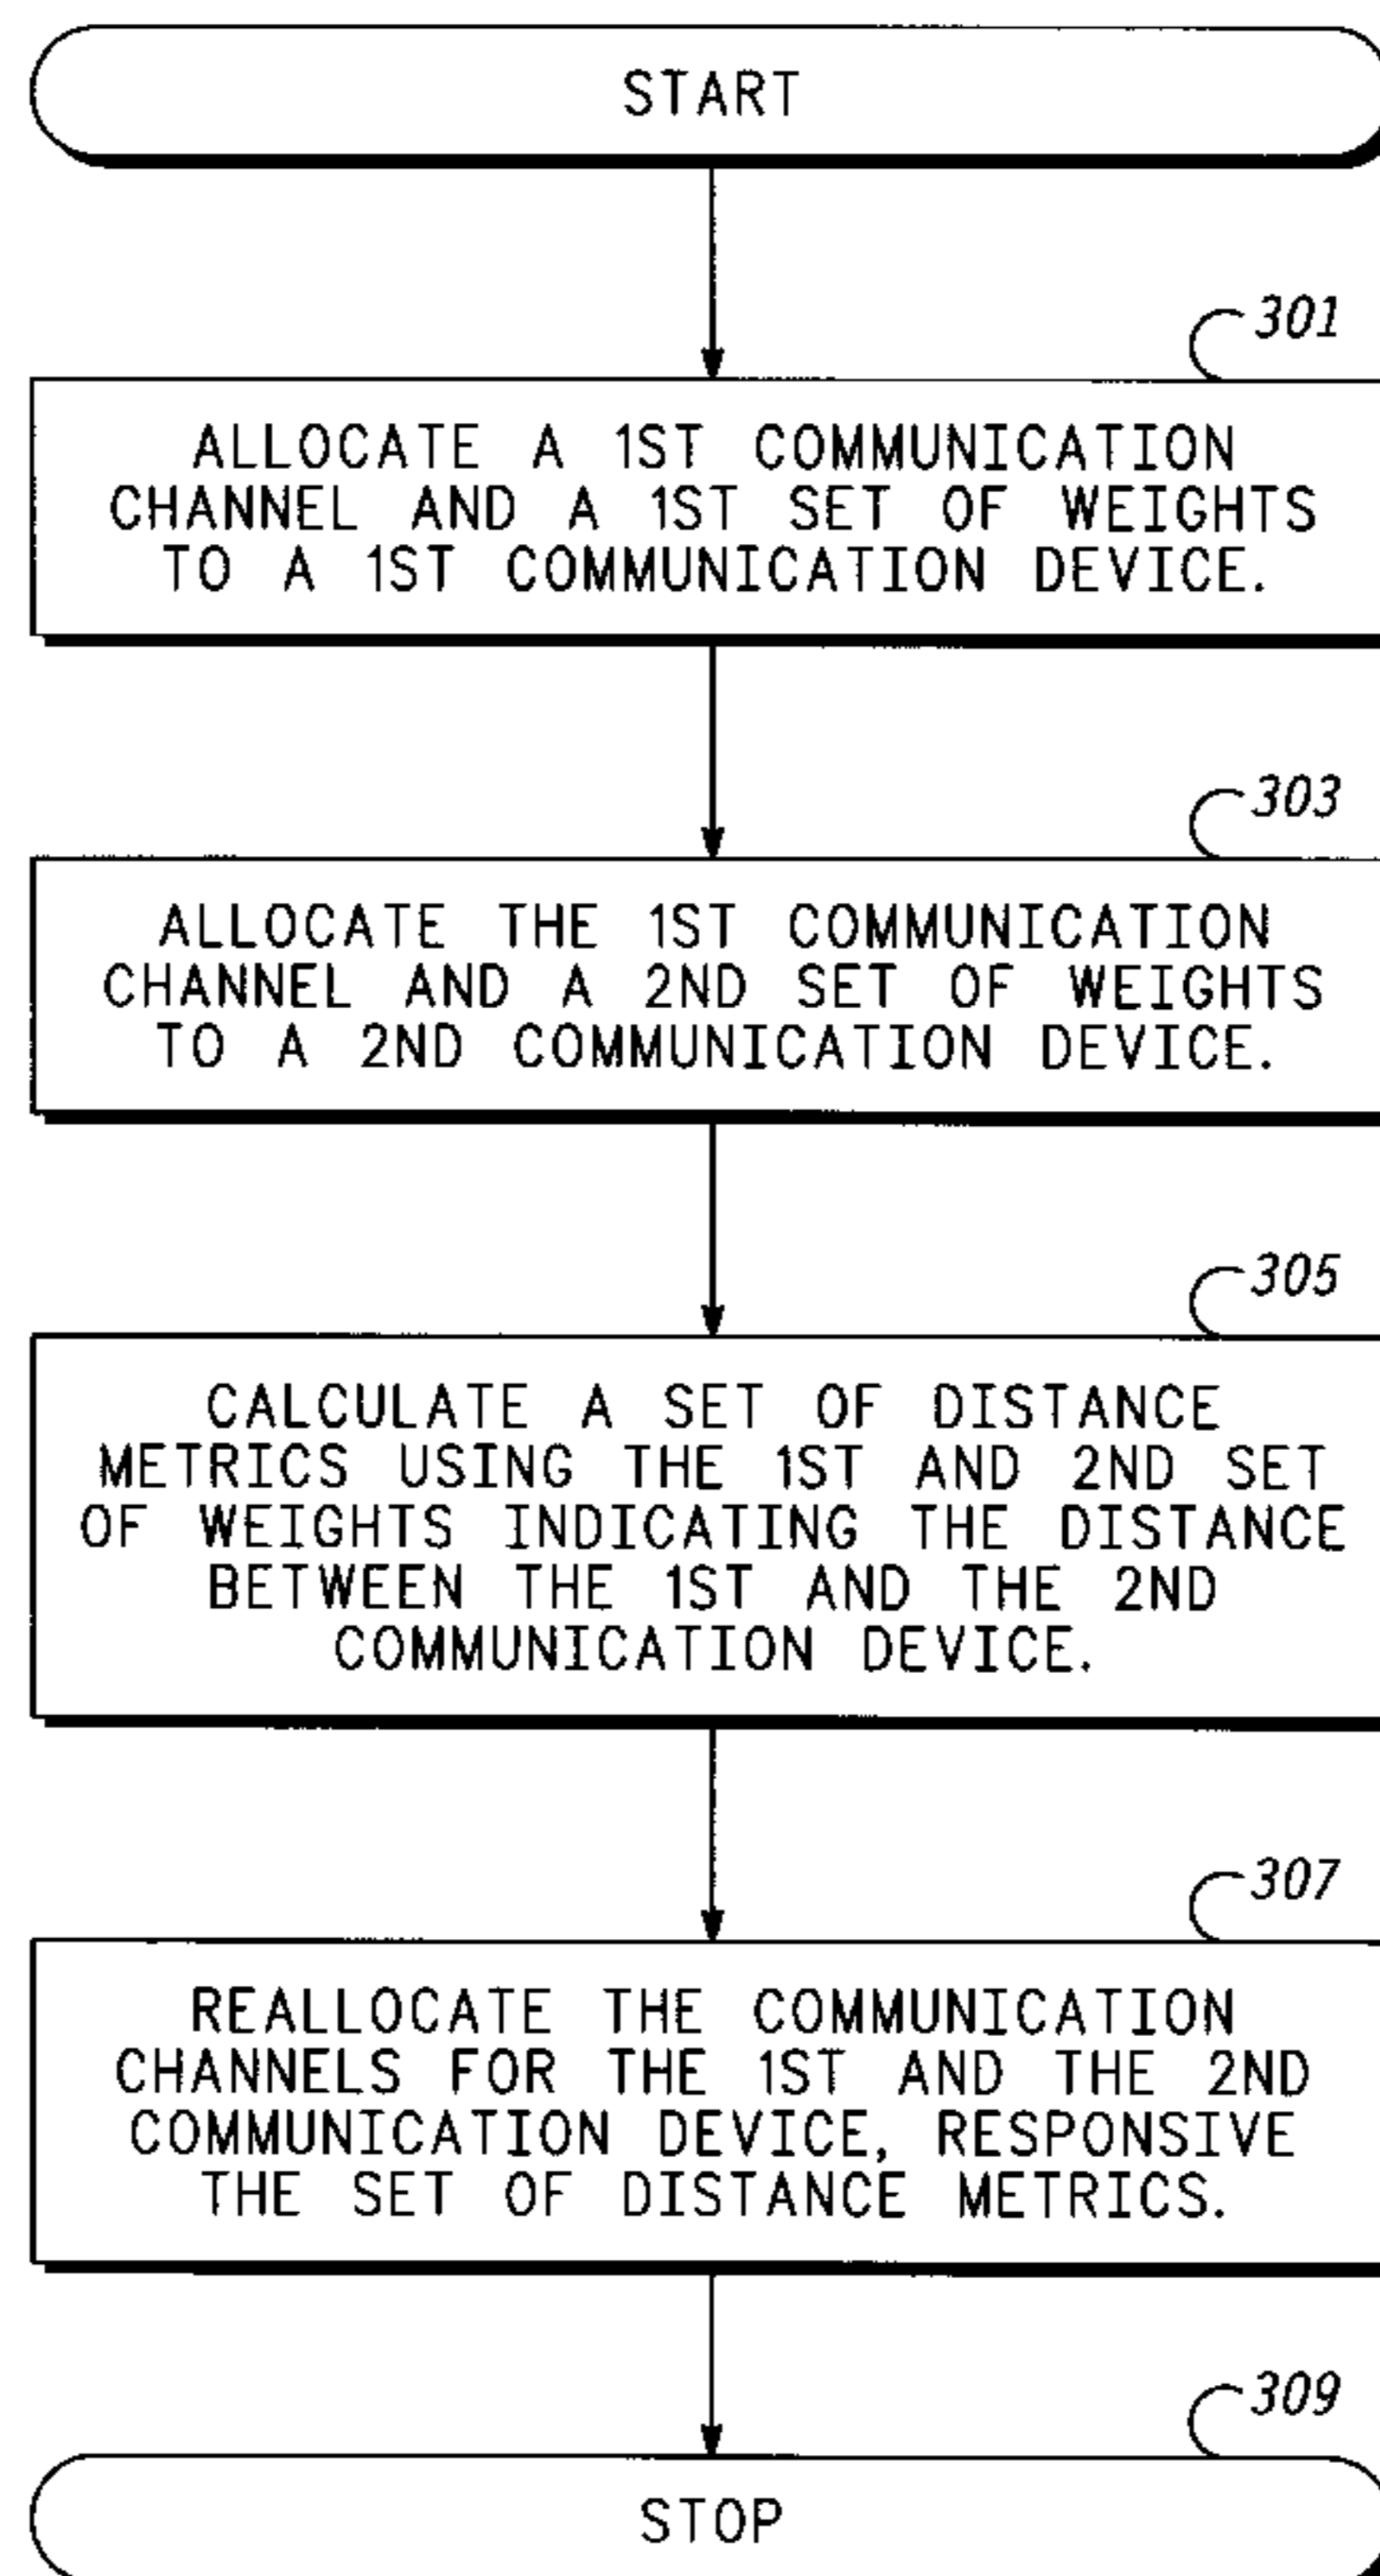 START
301
ALLOCATE A 1ST COMMUNICATION
CHANNEL AND A 1ST SET OF WEIGHTS
TO A 1ST COMMUNICATION DEVICE.
303
ALLOCATE THE 1ST COMMUNICATION
CHANNEL AND A 2ND SET OF WEIGHTS
TO A 2ND COMMUNICATION DEVICE.
305
CALCULATE A SET OF DISTANCE
METRICS USING THE 1ST AND 2ND SET
OF WEIGHTS INDICATING THE DISTANCE
BETWEEN THE 1ST AND THE 2ND
COMMUNICATION DEVICE.
307
REALLOCATE THE COMMUNICATION
CHANNELS FOR THE 1ST AND THE 2ND
COMMUNICATION DEVICE, RESPONSIVE
THE SET OF DISTANCE METRICS.
309
STOP